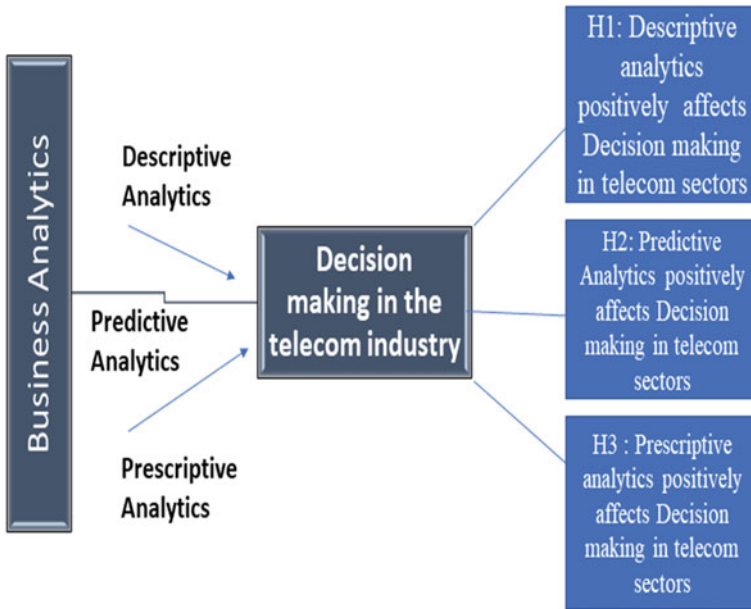 Business Analytics
Descriptive
Analytics
Predictive
Analytics
Prescriptive
Analytics
Decision
making in the
telecom industry
H1: Descriptive
analytics
positively affects
Decision making
in telecom sectors
H2: Predictive
Analytics positively
affects Decision
making in telecom
sectors
H3 : Prescriptive
analytics positively
affects Decision
making in telecom
sectors